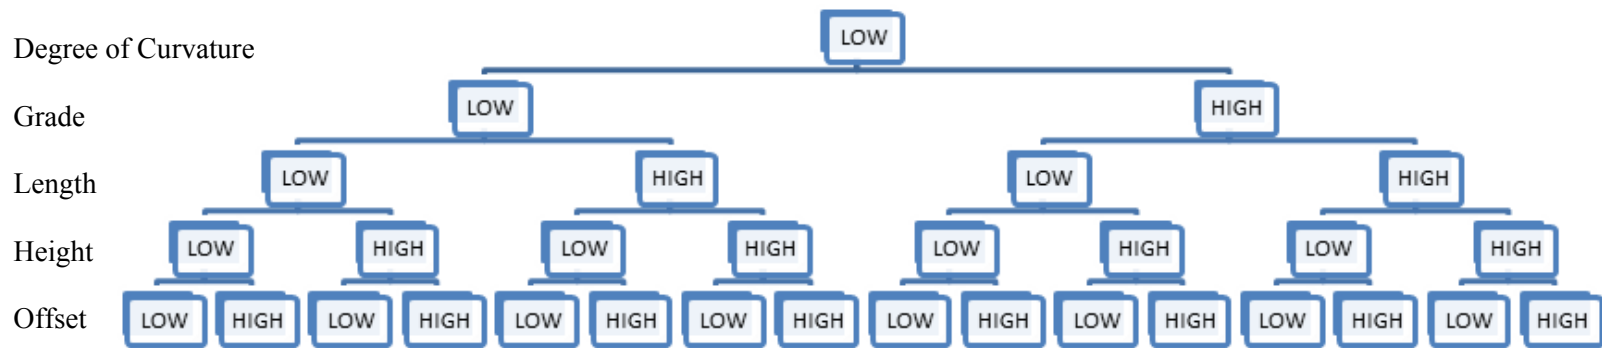 Degree of Curvature LOW
Grade LOW HIGH
Length LOW HIGH LOW HIGH
Height LOW HIGH LOW HIGH LOW HIGH LOW HIGH
Offset LOW HIGH LOW HIGH LOW HIGH LOW HIGH LOW HIGH LOW HIGH LOW HIGH LOW HIGH